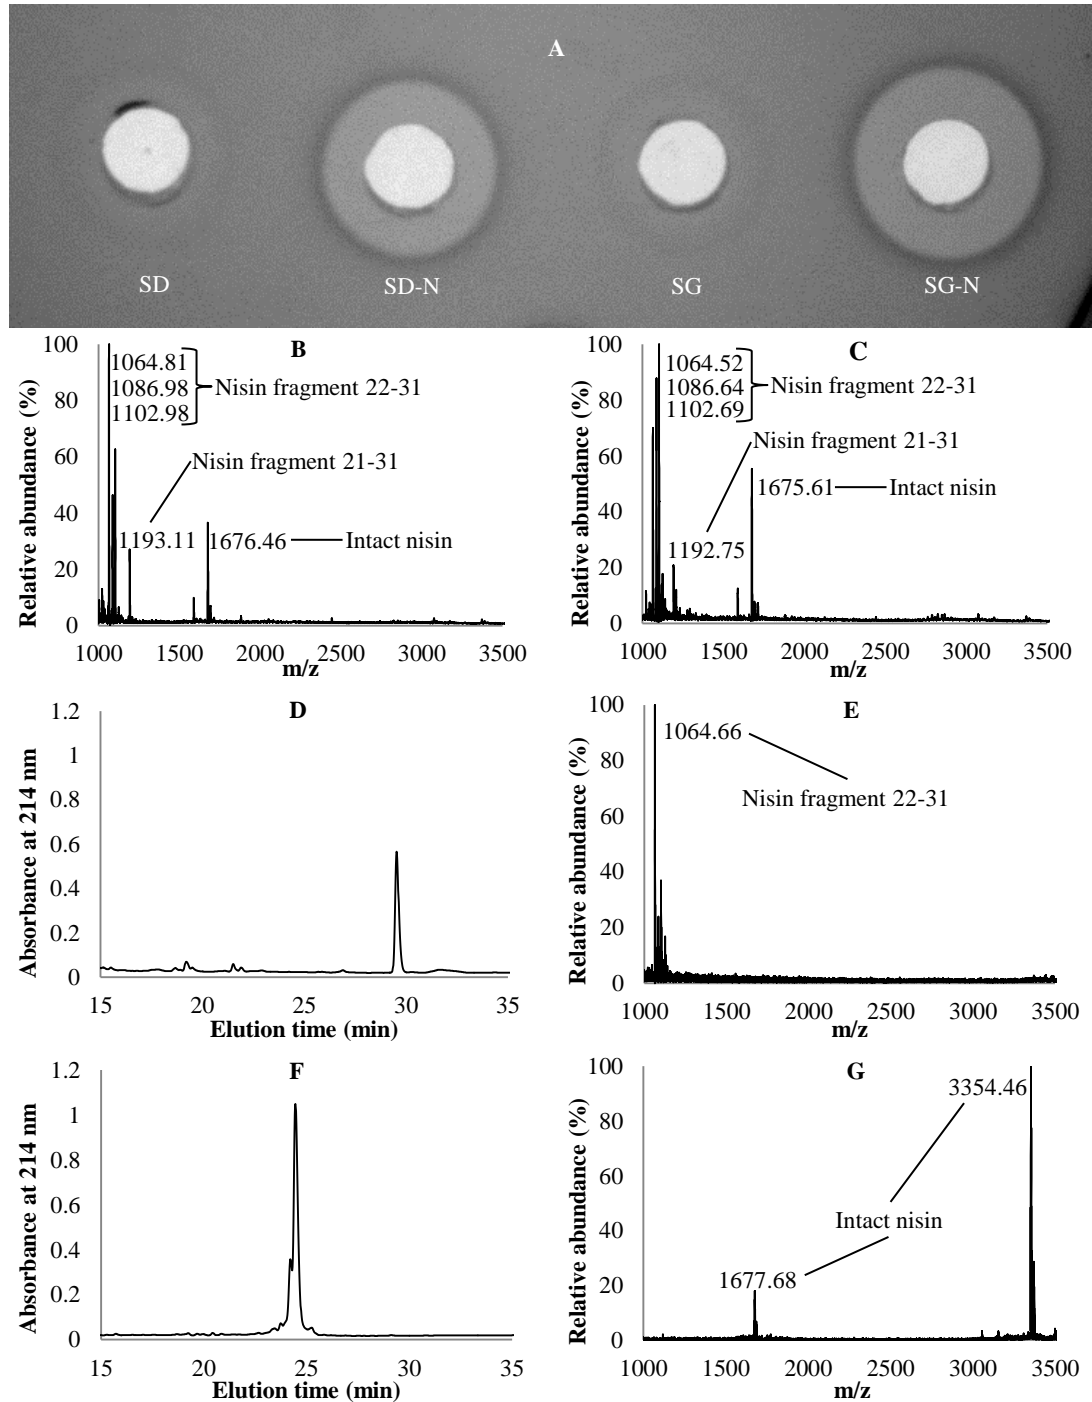 A
SD
SD-N
SG
SG-N
B
Relative abundance (%)
100
80
60
40
20
0
1064.81
1086.98
1102.98
Nisin fragment 22-31
Nisin fragment 21-31
1193.11
1676.46
Intact nisin
1000 1500 2000 2500 3000 3500
m/z
C
Relative abundance (%)
100
80
60
40
20
0
1064.52
1086.64
1102.69
Nisin fragment 22-31
Nisin fragment 21-31
1675.61
Intact nisin
1192.75
1000 1500 2000 2500 3000 3500
m/z
D
Absorbance at 214 nm
1.2
1
0.8
0.6
0.4
0.2
0
15 20 25 30 35
Elution time (min)
E
Relative abundance (%)
100
80
60
40
20
0
1064.66
Nisin fragment 22-31
1000 1500 2000 2500 3000 3500
m/z
F
Absorbance at 214 nm
1.2
1
0.8
0.6
0.4
0.2
0
15 20 25 30 35
Elution time (min)
G
Relative abundance (%)
100
80
60
40
20
0
3354.46
Intact nisin
1677.68
1000 1500 2000 2500 3000 3500
m/z